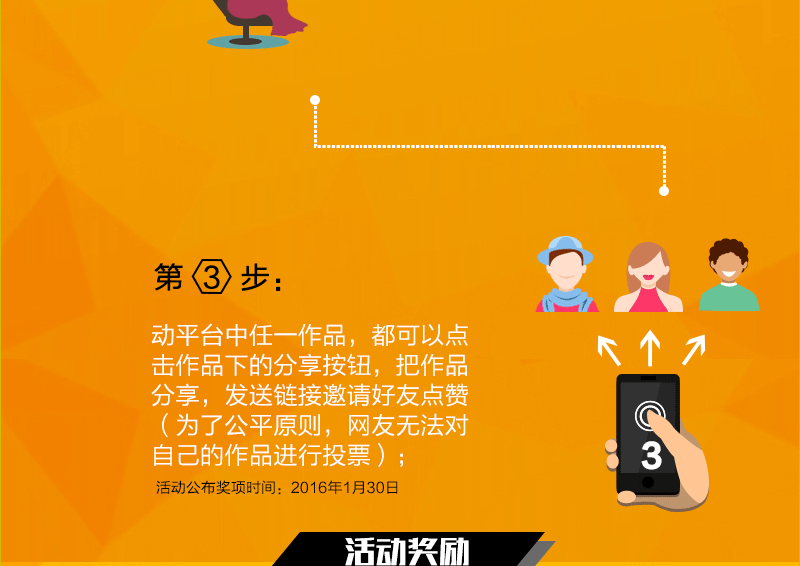 第3步：
动平台中任一作品，都可以点
击作品下的分享按钮，把作品
分享，发送链接邀请好友点赞
（为了公平原则，网友无法对
自己的作品进行投票）；
活动公布奖项时间：2016年1月30日
3
活动奖励